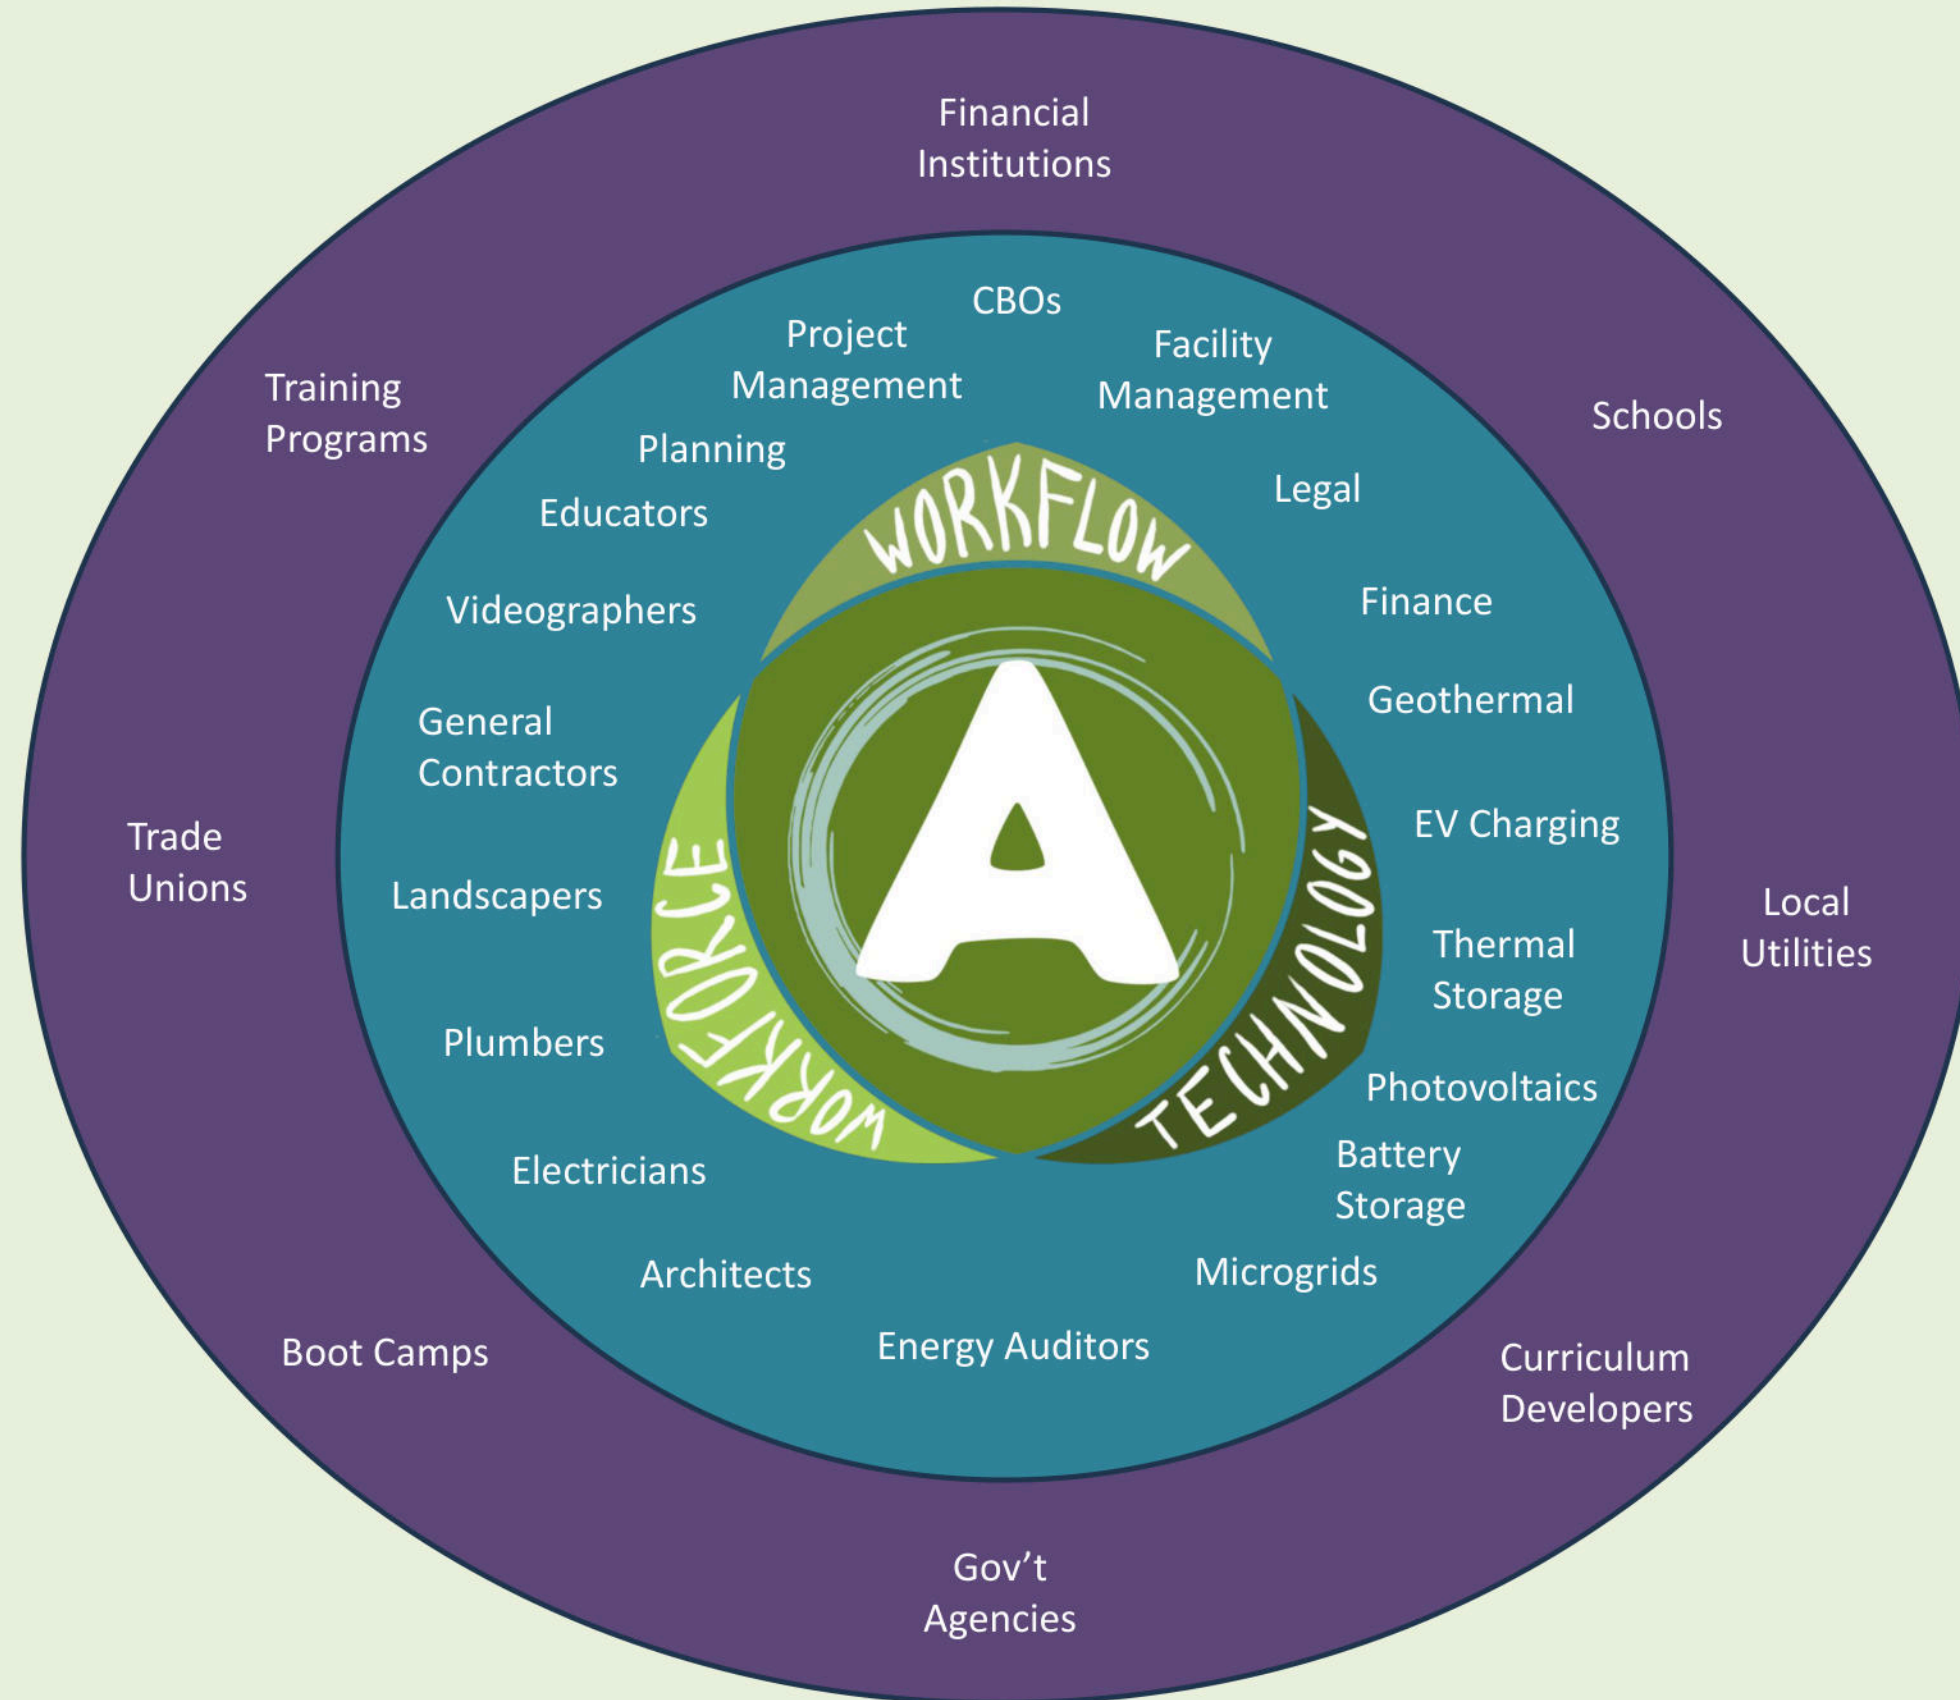 Financial
Institutions
CBOs
Project
Management
Facility
Management
Training
Programs
Schools
Planning
Legal
Educators
WORKFLOW
Videographers
Finance
Geothermal
General
Contractors
A
EV Charging
Trade
Unions
Landscapers
WORKFORCE
TECHNOLOGY
Local
Utilities
Thermal
Storage
Plumbers
Photovoltaics
Battery
Storage
Electricians
Architects
Microgrids
Energy Auditors
Boot Camps
Curriculum
Developers
Gov’t
Agencies